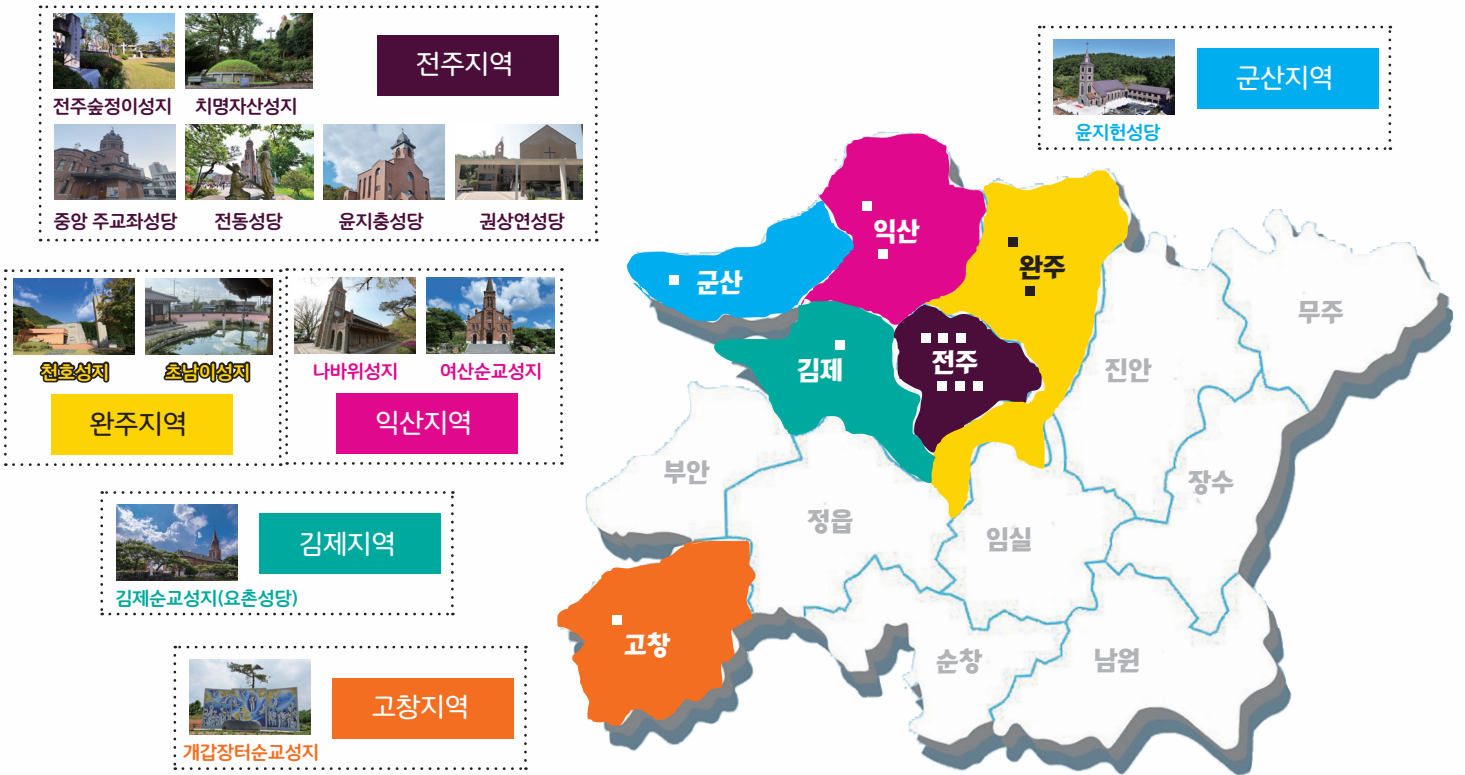 전주지역
전주숲정이성지
치명자산성지
중앙 주교좌성당
전동성당
윤지충성당
권상연성당
군산지역
윤지헌성당
천호성지
초남이성지
완주지역
나바위성지
여산순교성지
익산지역
김제지역
김제순교성지(요촌성당)
고창지역
개갑장터순교성지
익산
군산
완주
무주
김제
전주
진안
부안
장수
정읍
임실
고창
순창
남원